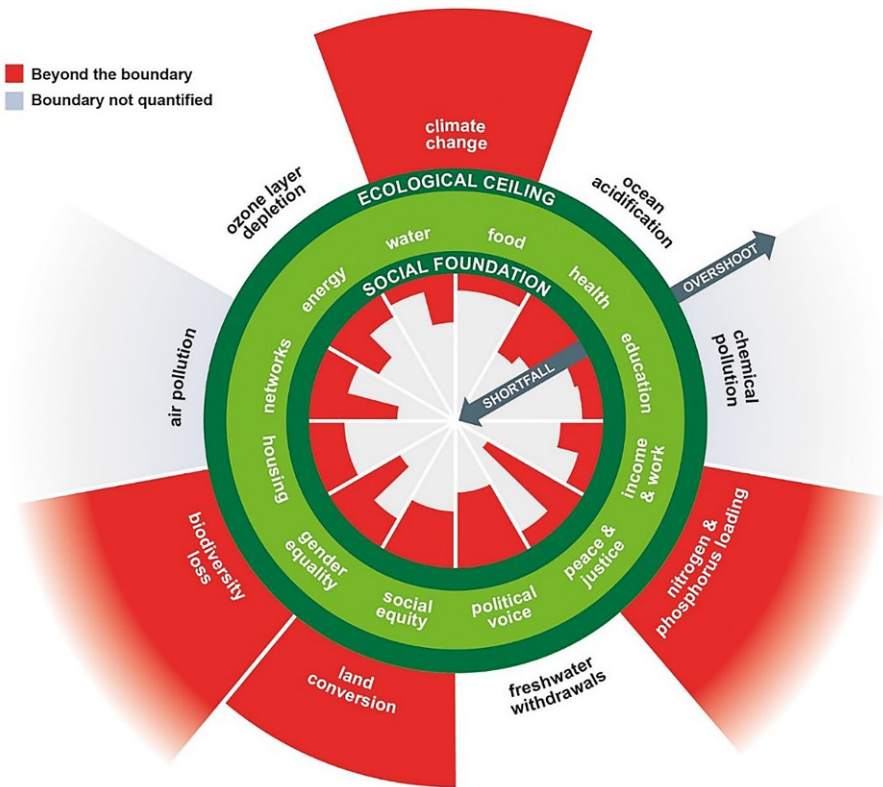 Beyond the boundary
Boundary not quantified
climate
change
ozone layer
depletion
ECOLOGICAL CEILING
ocean
acidification
OVERSHOOT
water
food
energy
SOCIAL FOUNDATION
health
air pollution
networks
SHORTFALL
education
chemical
pollution
housing
income
& work
biodiversity
loss
gender
equality
social
equity
political
voice
peace &
justice
nitrogen &
phosphorus loading
land
conversion
freshwater
withdrawals